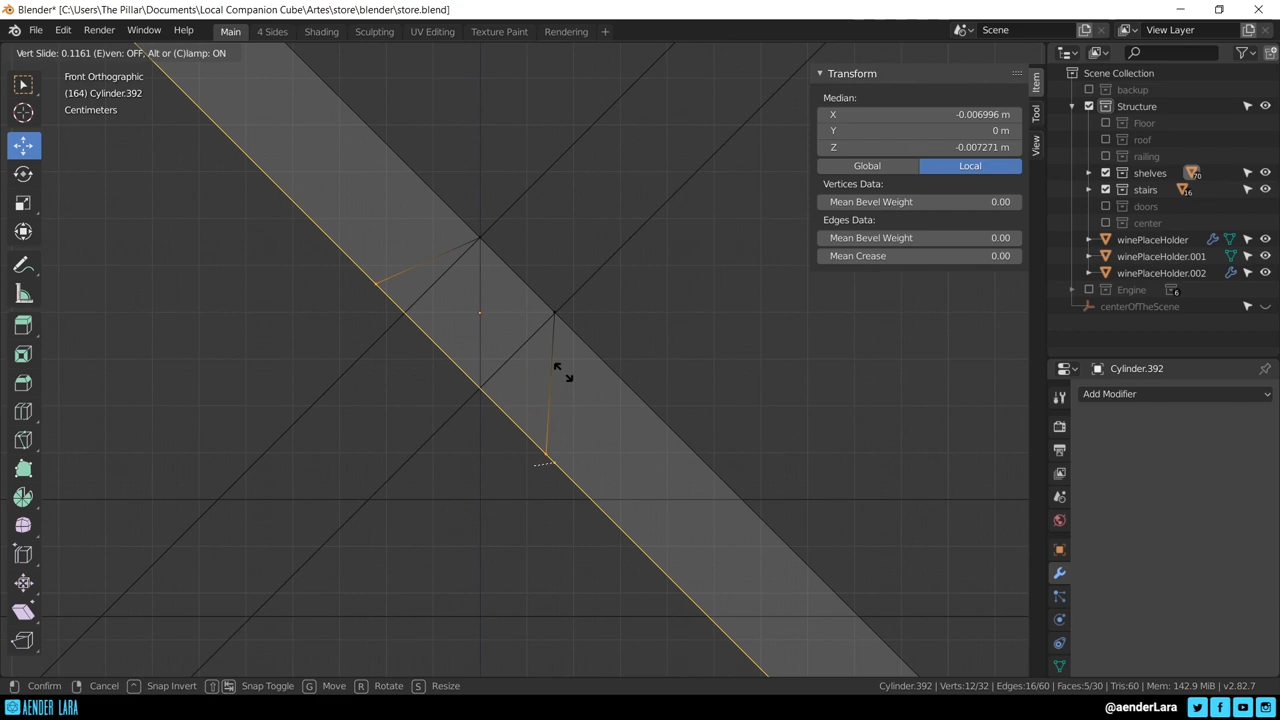 Blender* [C:\Users\The Pillar\Documents\Local Companion Cube\Artes\store\blender\store.blend]
File Edit Render Window Help Main 4 Sides Shading Sculpting UV Editing Texture Paint Rendering + Scene View Layer
Vert Slide: 0.1161 (E)ven: OFF, Alt or (C)lamp: ON
Front Orthographic
(164) Cylinder.392
Centimeters
Transform
Median:
X -0.006996 m
Y 0 m
Z -0.007271 m
Global Local
Vertices Data:
Mean Bevel Weight 0.00
Edges Data:
Mean Bevel Weight 0.00
Mean Crease 0.00
Item
Tool
View
Scene Collection
backup
Structure
Floor
roof
railing
shelves 70
stairs 16
doors
center
winePlaceHolder
winePlaceHolder.001
winePlaceHolder.002
Engine 6
centerOfTheScene
Cylinder.392
Add Modifier
Confirm Cancel Snap Invert Snap Toggle G Move R Rotate S Resize Cylinder.392 | Verts:12/32 | Edges:16/60 | Faces:5/30 | Tris:60 | Mem: 142.9 MiB | v2.82.7
AENDER LARA @aenderLara